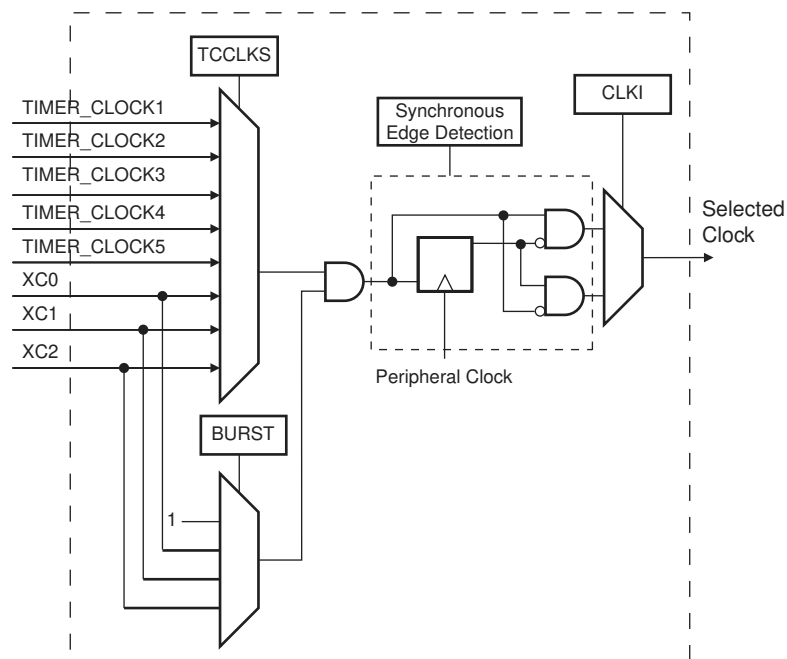 TCCLKS
TIMER_CLOCK1
TIMER_CLOCK2
TIMER_CLOCK3
TIMER_CLOCK4
TIMER_CLOCK5
XC0
XC1
XC2
Synchronous
Edge Detection
CLKI
Selected
Clock
Peripheral Clock
BURST
1